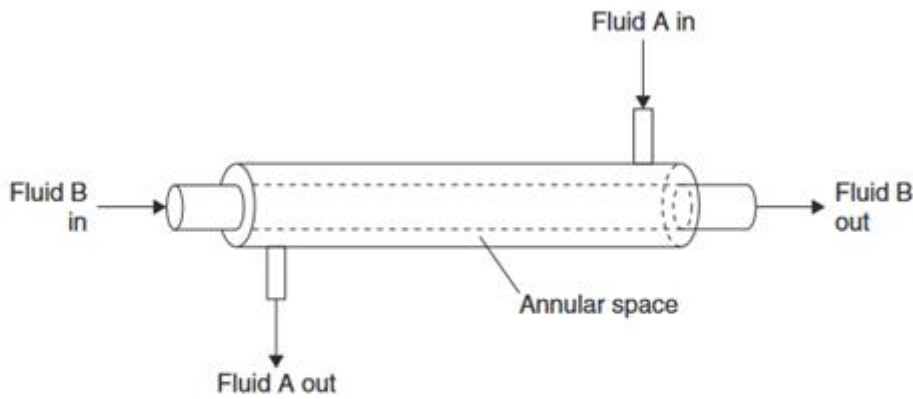 Fluid A in
Fluid B
in
Fluid B
out
Annular space
Fluid A out